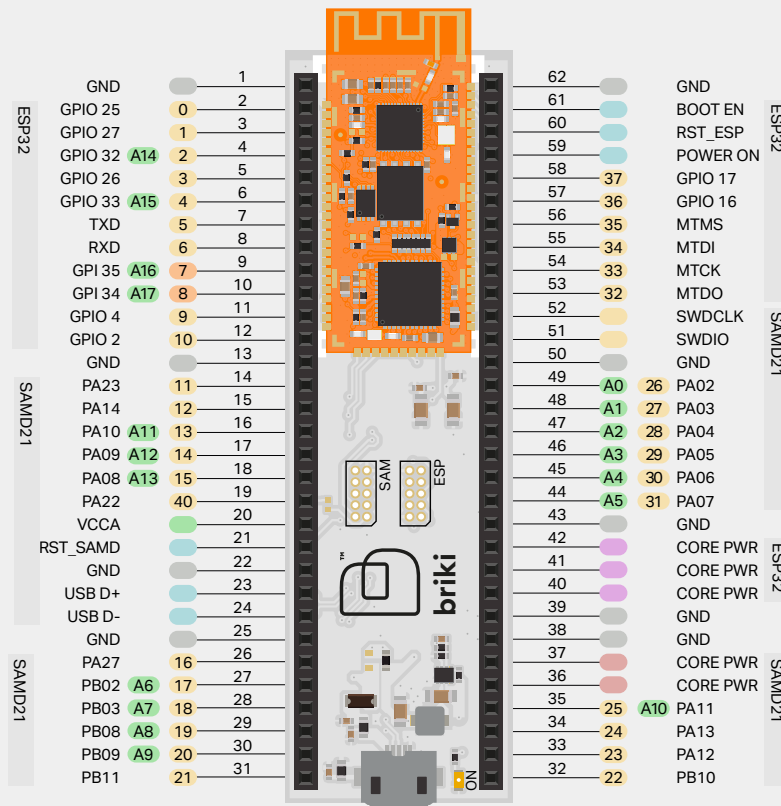 GND 1 62 GND
ESP32
GPIO 25 0 2 61 BOOT EN
GPIO 27 1 3 60 RST_ESP
GPIO 32 A14 2 4 59 POWER ON
GPIO 26 3 5 58 37 GPIO 17
GPIO 33 A15 4 6 57 36 GPIO 16
TXD 5 7 56 35 MTMS
RXD 6 8 55 34 MTDI
GPI 35 A16 7 9 54 33 MTCK
GPI 34 A17 8 10 53 32 MTDO
ESP32
GPIO 4 9 11 52 SWDCLK
GPIO 2 10 12 51 SWDIO
GND 13 50 GND
SAMD21
PA23 11 14 49 A0 26 PA02
PA14 12 15 48 A1 27 PA03
PA10 A11 13 16 47 A2 28 PA04
PA09 A12 14 17 46 A3 29 PA05
PA08 A13 15 18 45 A4 30 PA06
PA22 40 19 44 A5 31 PA07
SAMD21
SAM
ESP
VCCA 20 43 GND
RST_SAMD 21 42 CORE PWR
GND 22 41 CORE PWR
USB D+ 23 40 CORE PWR
ESP32
USB D- 24 39 GND
™
briki
GND 25 38 GND
SAMD21
PA27 16 26 37 CORE PWR
PB02 A6 17 27 36 CORE PWR
PB03 A7 18 28 35 25 A10 PA11
PB08 A8 19 29 34 24 PA13
PB09 A9 20 30 33 23 PA12
PB11 21 31 32 22 PB10
SAMD21
ON